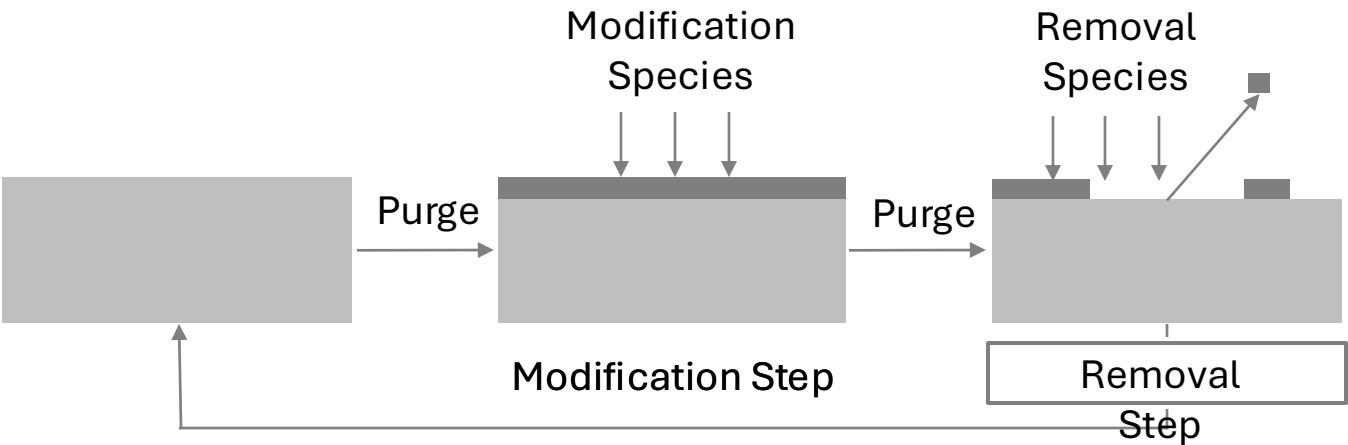 Modification
Species
Removal
Species
Purge
Purge
Modification Step
Removal
Step